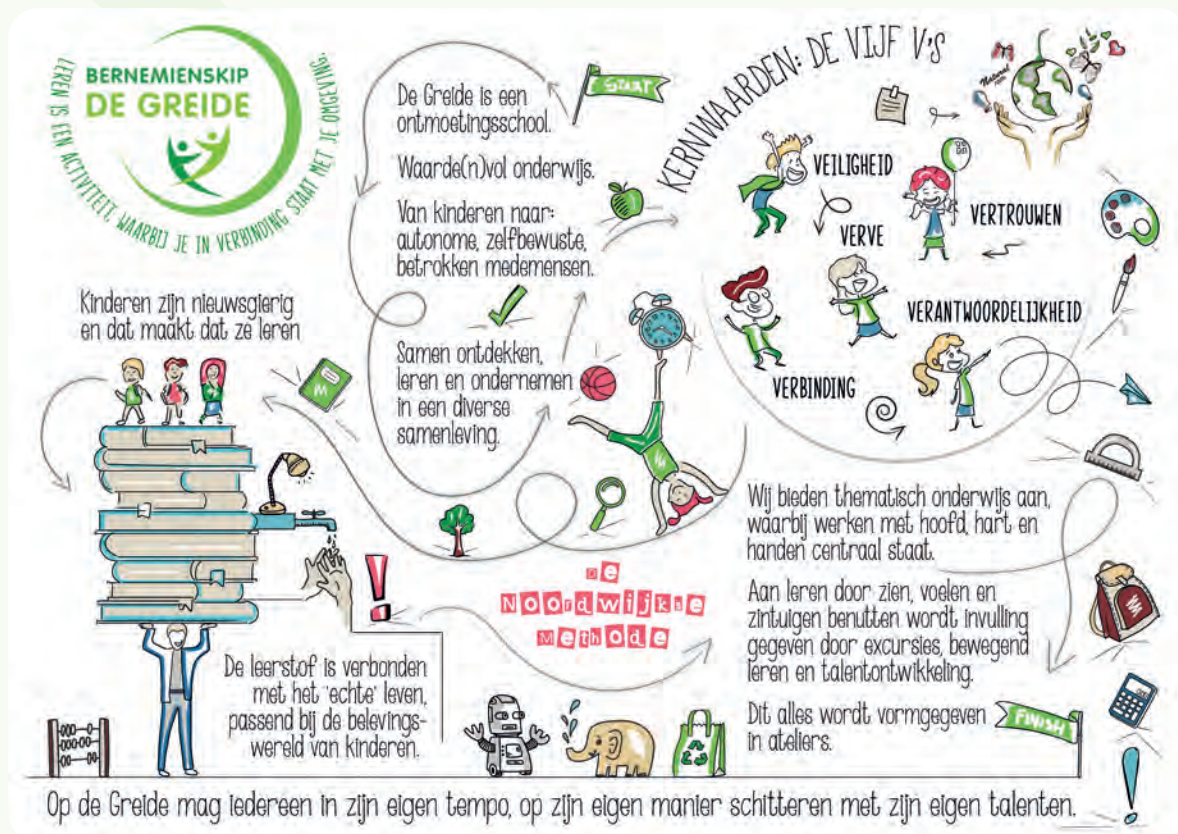 BERNEMIENSKIP
DE GREIDE
LEREN IS EEN ACTIVITEIT, WAARBIJ JE IN VERBINDING STAAT MET JE OMGEVING.
START
De Greide is een
ontmoetingsschool.
Waarde(n)vol onderwijs.
Van kinderen naar:
autonome, zelfbewuste,
betrokken medemensen.
Samen ontdekken,
leren en ondernemen
in een diverse
samenleving.
KERNWAARDEN: DE VIJF V'S
VEILIGHEID
VERTROUWEN
VERVE
VERANTWOORDELIJKHEID
VERBINDING
Kinderen zijn nieuwsgierig
en dat maakt dat ze leren
De leerstof is verbonden
met het 'echte' leven,
passend bij de belevings-
wereld van kinderen.
DE
NOOrdwijkse
MethOde
Wij bieden thematisch onderwijs aan,
waarbij werken met hoofd, hart en
handen centraal staat.
Aan leren door zien, voelen en
zintuigen benutten wordt invulling
gegeven door excursies, bewegend
leren en talentontwikkeling.
Dit alles wordt vormgegeven
in ateliers.
FINISH
Op de Greide mag iedereen in zijn eigen tempo, op zijn eigen manier schitteren met zijn eigen talenten.